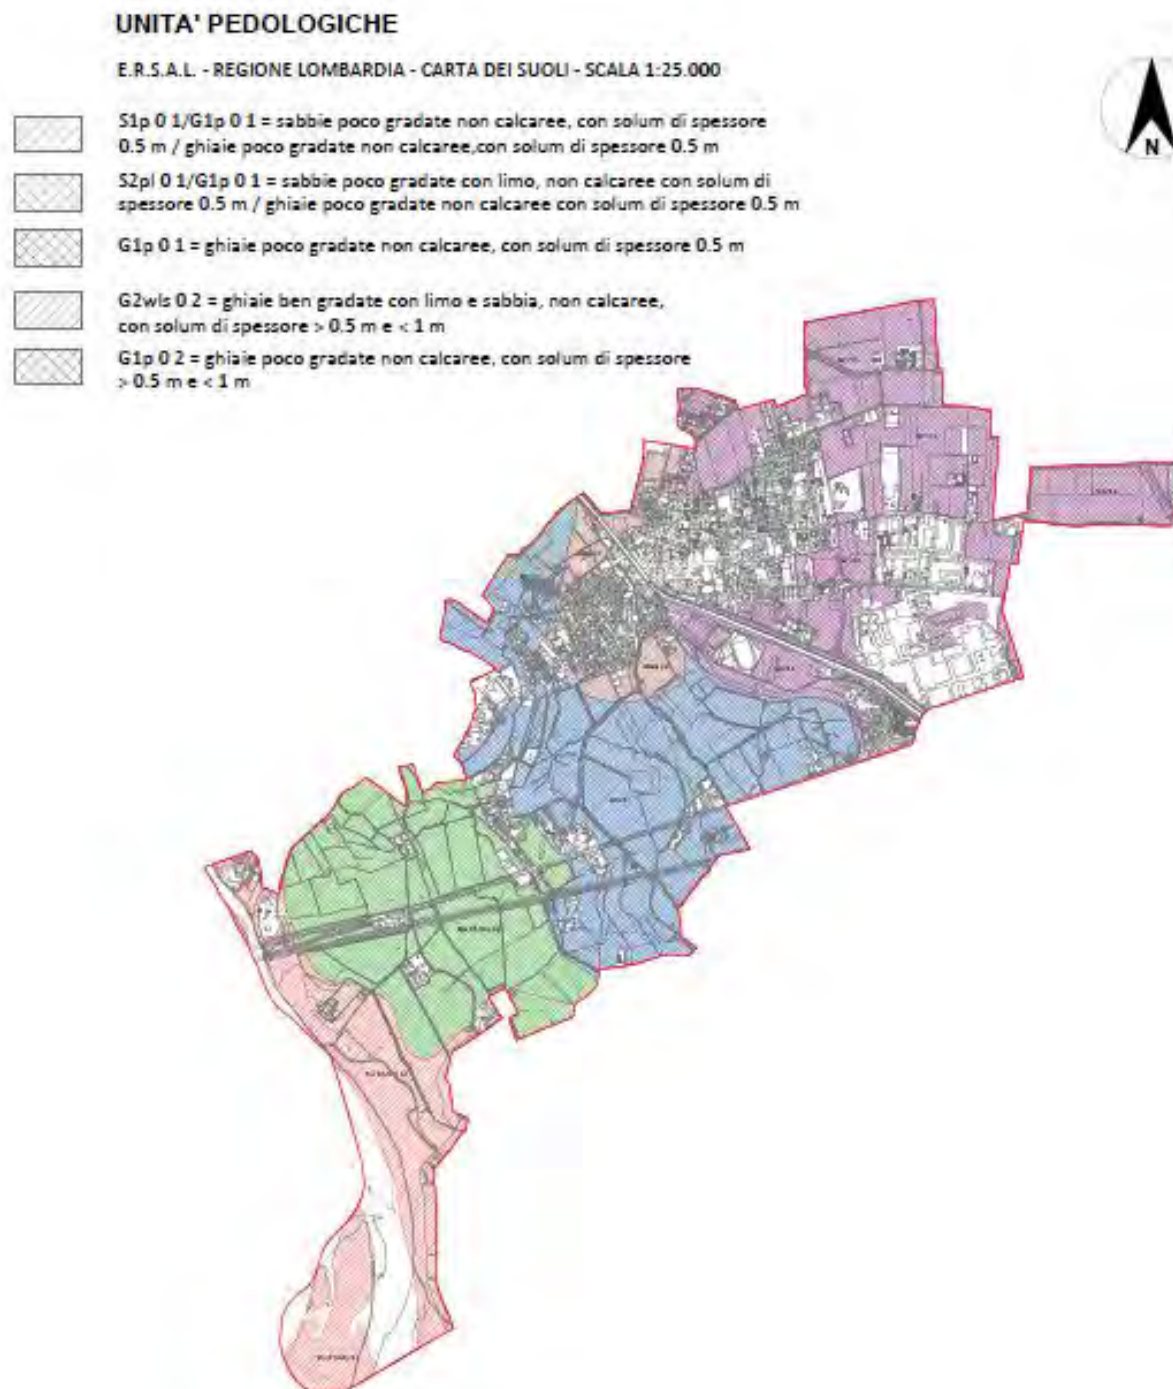 UNITA' PEDOLOGICHE
E.R.S.A.L. - REGIONE LOMBARDIA - CARTA DEI SUOLI - SCALA 1:25.000
S1p 0 1/G1p 0 1 = sabbie poco gradate non calcaree, con solum di spessore
0.5 m / ghiaie poco gradate non calcaree,con solum di spessore 0.5 m
S2pl 0 1/G1p 0 1 = sabbie poco gradate con limo, non calcaree con solum di
spessore 0.5 m / ghiaie poco gradate non calcaree con solum di spessore 0.5 m
G1p 0 1 = ghiaie poco gradate non calcaree, con solum di spessore 0.5 m
G2wls 0 2 = ghiaie ben gradate con limo e sabbia, non calcaree,
con solum di spessore > 0.5 m e < 1 m
G1p 0 2 = ghiaie poco gradate non calcaree, con solum di spessore
> 0.5 m e < 1 m
N